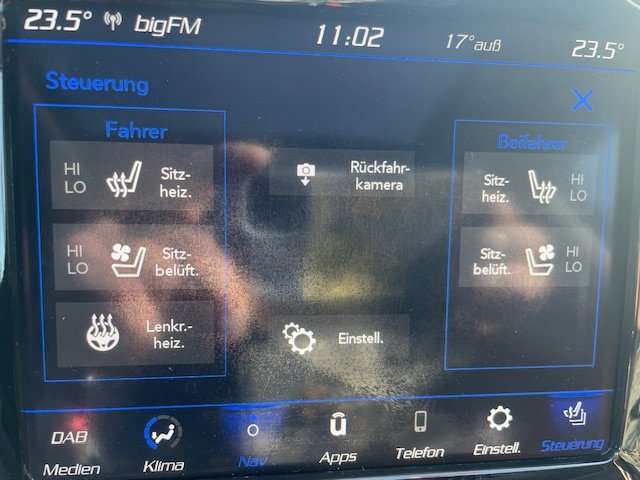 23.5° bigFM 11:02 17°auß 23.5°
Steuerung
Fahrer
HI
LO
Sitz-
heiz.
HI
LO
Sitz-
belüft.
Lenkr.-
heiz.
Rückfahr-
kamera
Einstell.
Beifahrer
Sitz-
heiz.
HI
LO
Sitz-
belüft.
HI
LO
DAB
Medien
Klima
Nav
Apps
Telefon
Einstell.
Steuerung